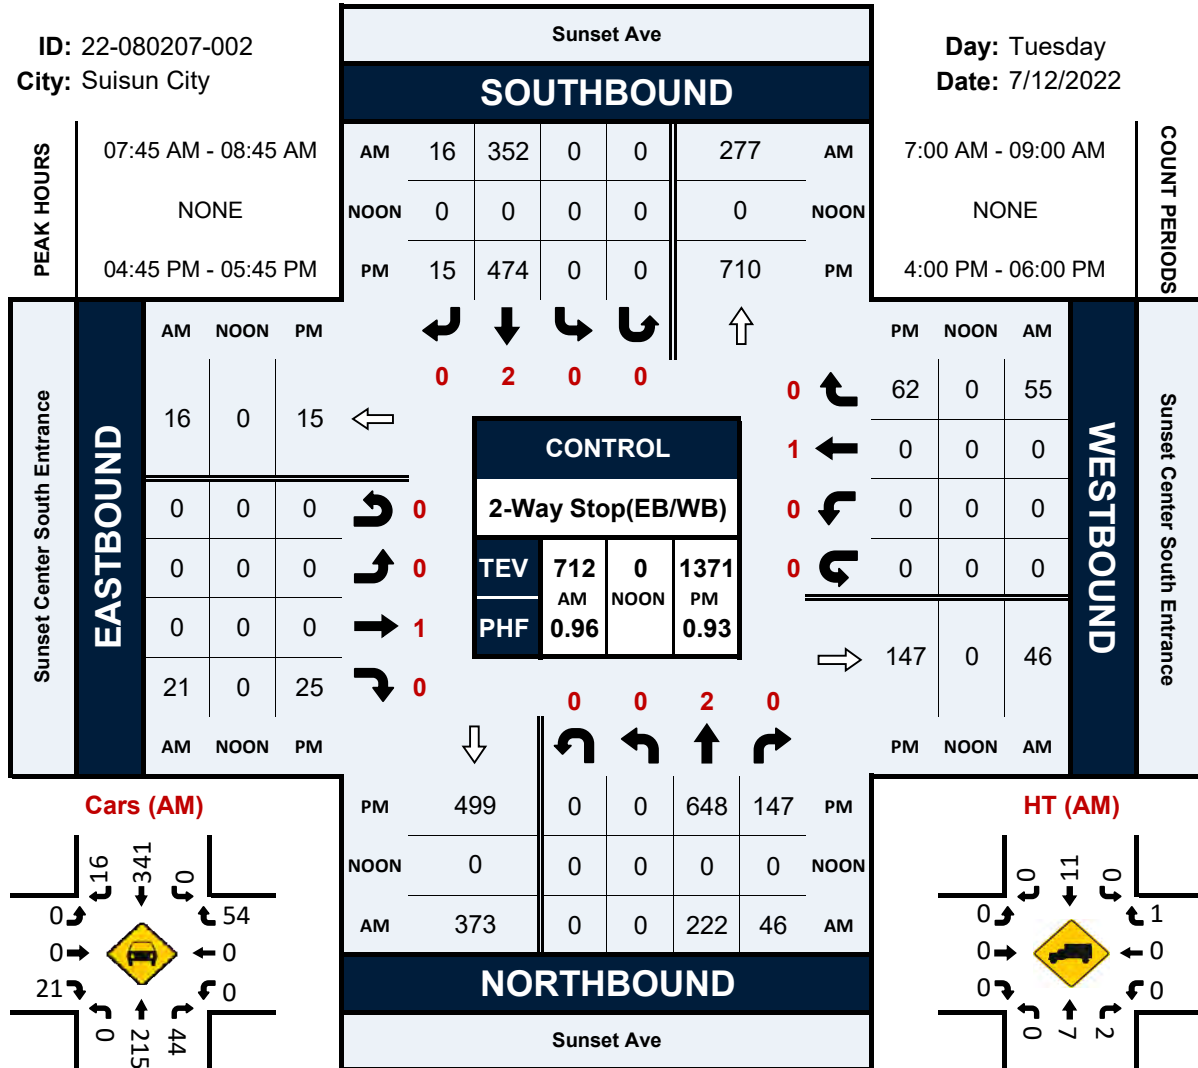 Sunset Ave
ID: 22-080207-002
City: Suisun City
Day: Tuesday
Date: 7/12/2022
SOUTHBOUND
PEAK HOURS
07:45 AM - 08:45 AM
NONE
04:45 PM - 05:45 PM
AM 16 352 0 0 277 AM
NOON 0 0 0 0 0 NOON
PM 15 474 0 0 710 PM
7:00 AM - 09:00 AM
NONE
4:00 PM - 06:00 PM
COUNT PERIODS
0 2 0 0
Sunset Center South Entrance
EASTBOUND
AM NOON PM
16 0 15
0 0 0 0
0 0 0 0
0 0 0 1
21 0 25 0
AM NOON PM
CONTROL
2-Way Stop(EB/WB)
TEV 712 0 1371
AM NOON PM
PHF 0.96 0.93
PM NOON AM
0 62 0 55
1 0 0 0
0 0 0 0
0 0 0 0
147 0 46
PM NOON AM
WESTBOUND
Sunset Center South Entrance
0 0 2 0
PM 499 0 0 648 147 PM
NOON 0 0 0 0 0 NOON
AM 373 0 0 222 46 AM
NORTHBOUND
Sunset Ave
Cars (AM)
16 341 0
0 54
0 0
21 0
0 215 44
HT (AM)
0 11 0
0 1
0 0
0 0
0 7 2